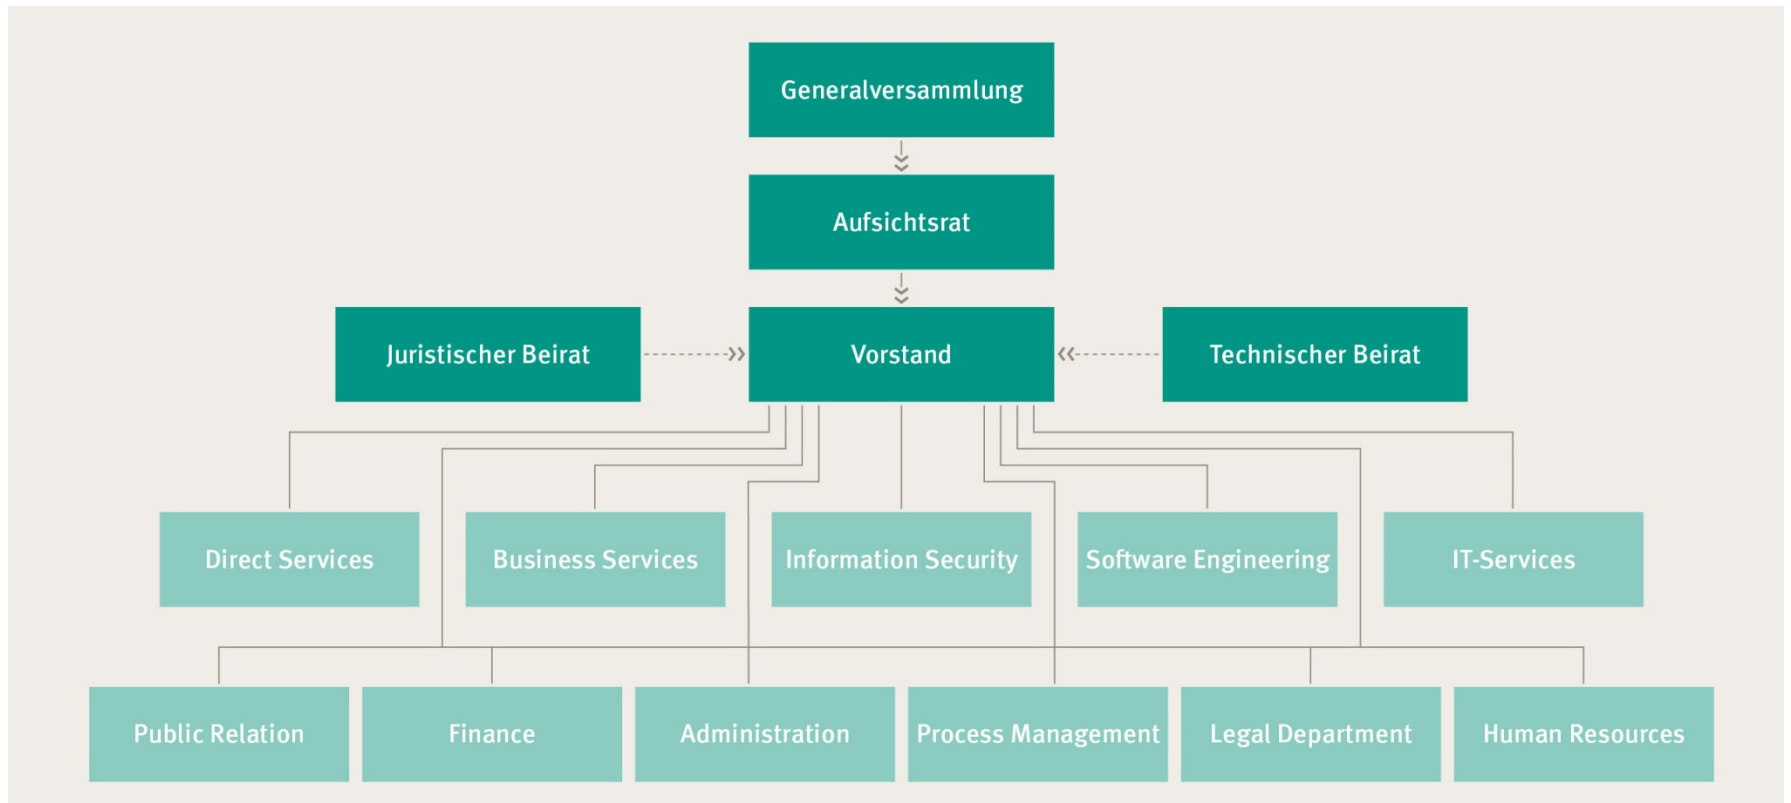 Generalversammlung
Aufsichtsrat
Juristischer Beirat
Vorstand
Technischer Beirat
Direct Services
Business Services
Information Security
Software Engineering
IT-Services
Public Relation
Finance
Administration
Process Management
Legal Department
Human Resources